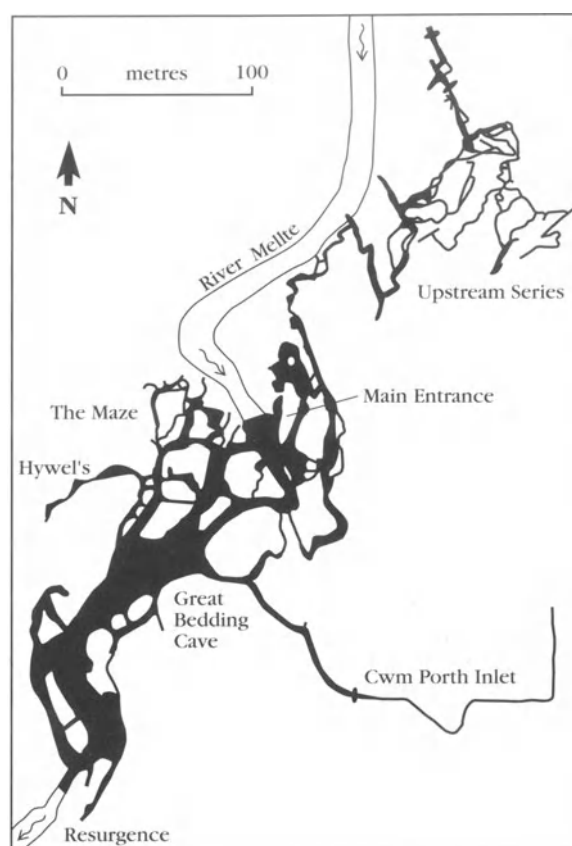 0 metres 100
N
River Mellte
Upstream Series
Main Entrance
The Maze
Hywel's
Great
Bedding
Cave
Cwm Porth Inlet
Resurgence